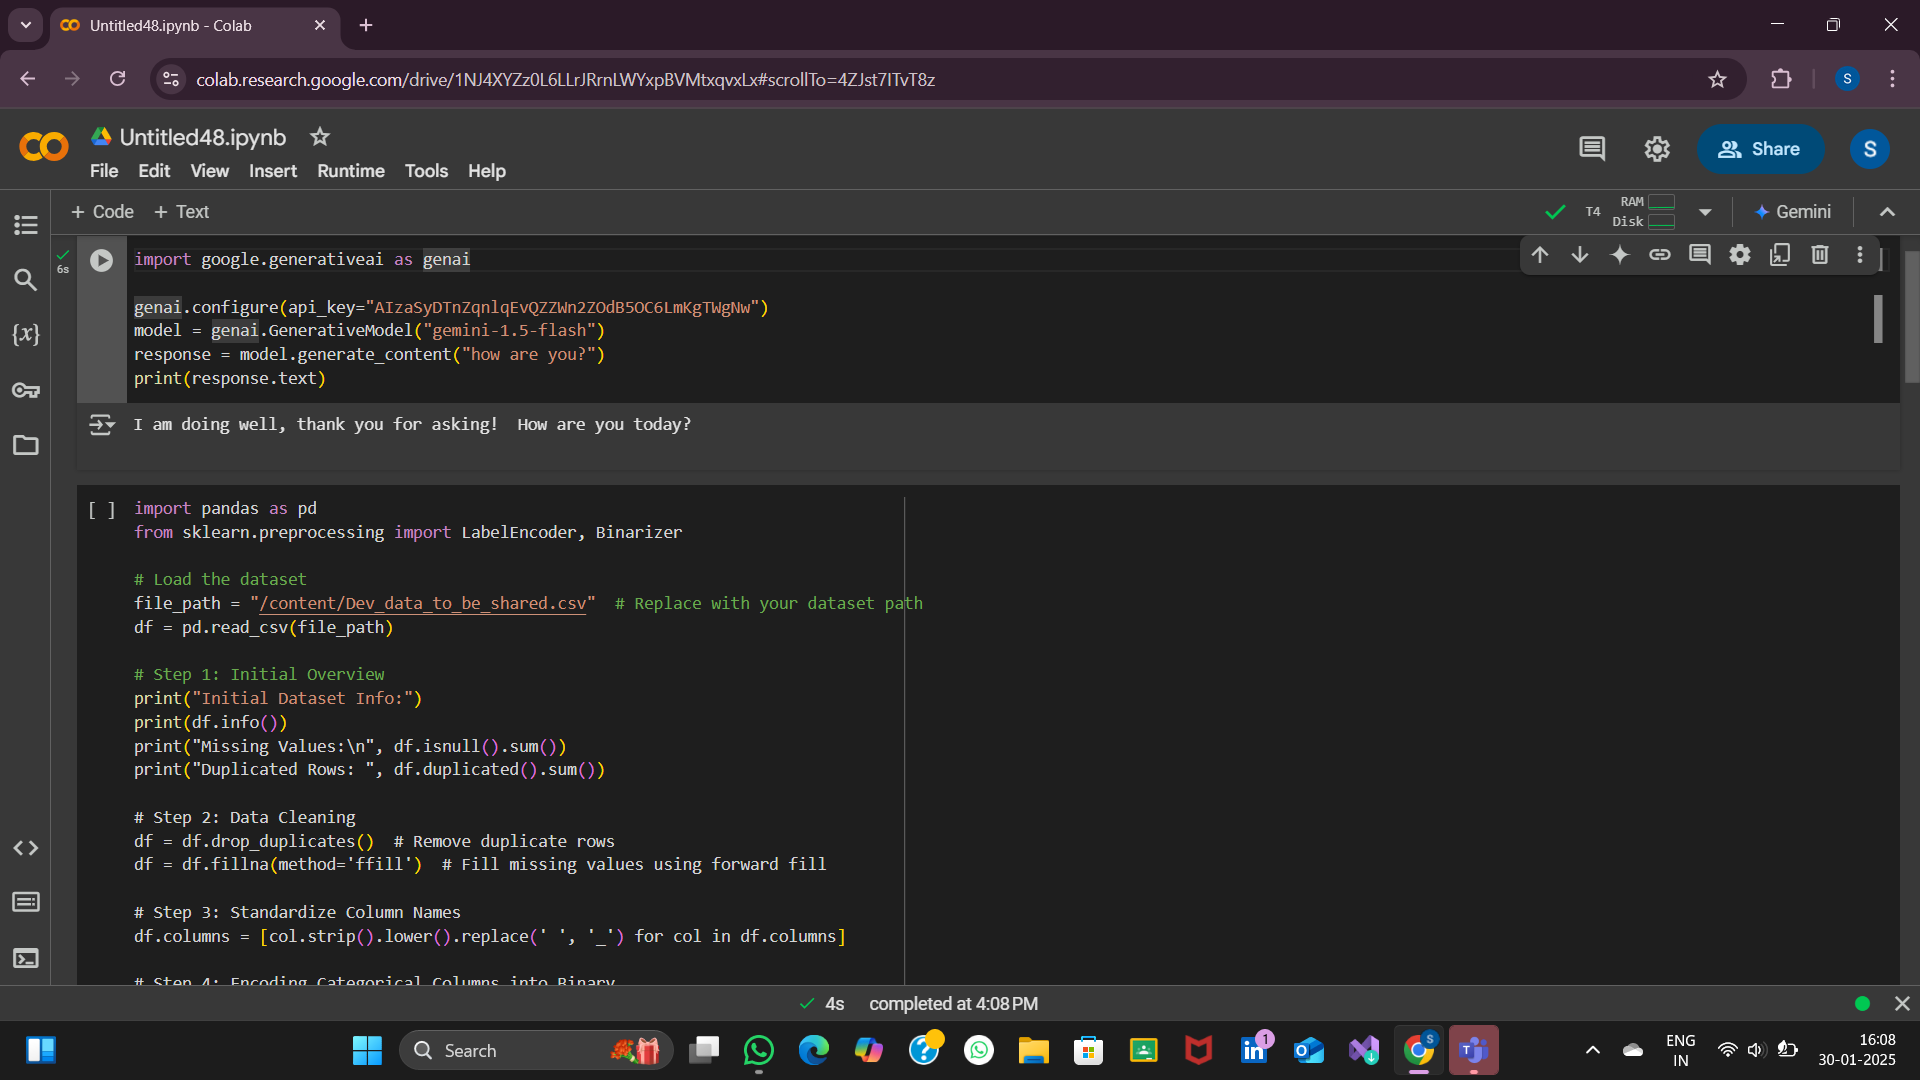 Untitled48.ipynb - Colab
colab.research.google.com/drive/1NJ4XYZz0L6LLrJRrnLWYxpBVMtxqvxLx#scrollTo=4ZJst7ITvT8z
S
Untitled48.ipynb
File Edit View Insert Runtime Tools Help
Share
S
+ Code + Text
T4
RAM
Disk
Gemini
6s
import google.generativeai as genai
genai.configure(api_key="AIzaSyDTnZqnlqEvQZZWn2ZOdB5OC6LmKgTWgNw")
model = genai.GenerativeModel("gemini-1.5-flash")
response = model.generate_content("how are you?")
print(response.text)
I am doing well, thank you for asking!  How are you today?
{x}
[ ]
import pandas as pd
from sklearn.preprocessing import LabelEncoder, Binarizer
# Load the dataset
file_path = "/content/Dev_data_to_be_shared.csv"  # Replace with your dataset path
df = pd.read_csv(file_path)
# Step 1: Initial Overview
print("Initial Dataset Info:")
print(df.info())
print("Missing Values:\n", df.isnull().sum())
print("Duplicated Rows: ", df.duplicated().sum())
# Step 2: Data Cleaning
df = df.drop_duplicates()  # Remove duplicate rows
df = df.fillna(method='ffill')  # Fill missing values using forward fill
# Step 3: Standardize Column Names
df.columns = [col.strip().lower().replace(' ', '_') for col in df.columns]
# Step 4: Encoding Categorical Columns into Binary
4s completed at 4:08 PM
Search
1
S
ENG
IN
16:08
30-01-2025